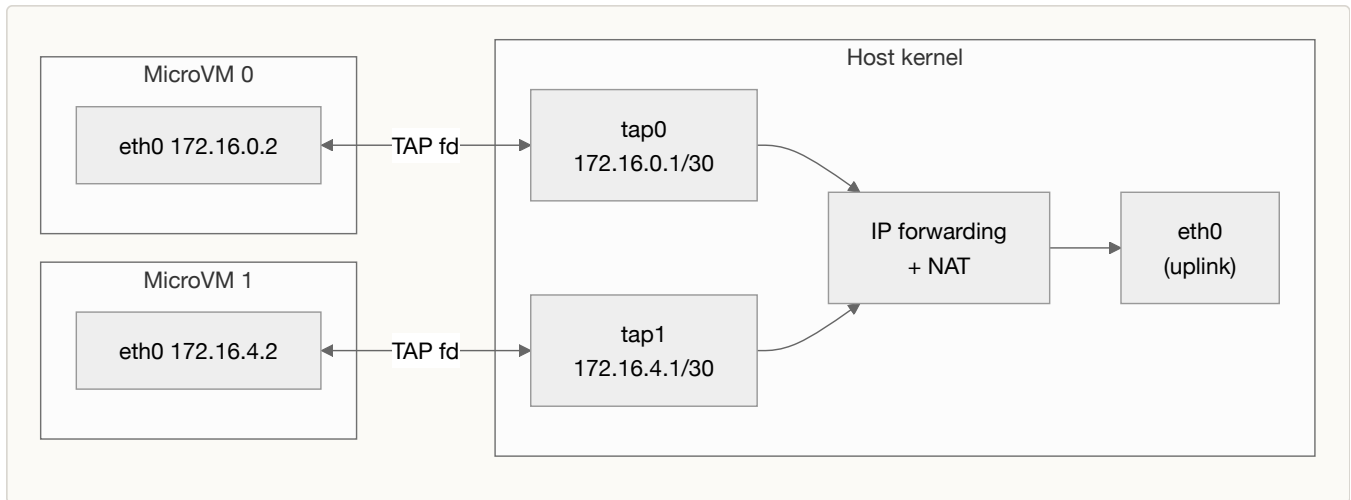 MicroVM 0
eth0 172.16.0.2
TAP fd
MicroVM 1
eth0 172.16.4.2
TAP fd
Host kernel
tap0
172.16.0.1/30
tap1
172.16.4.1/30
IP forwarding
+ NAT
eth0
(uplink)